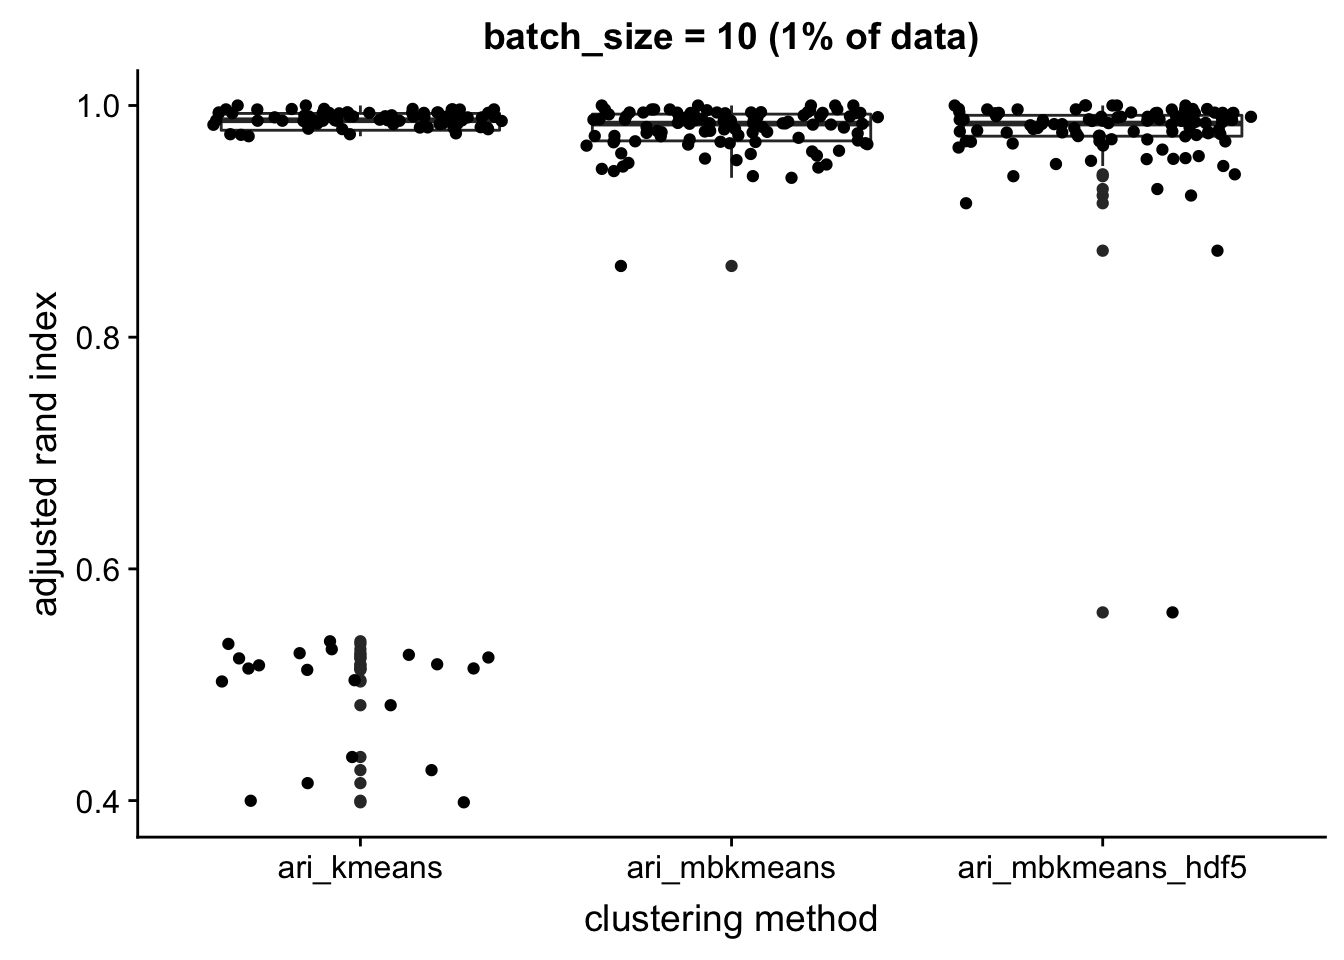 batch_size = 10 (1% of data)
1.0
0.8
0.6
0.4
adjusted rand index
ari_kmeans
ari_mbkmeans
ari_mbkmeans_hdf5
clustering method